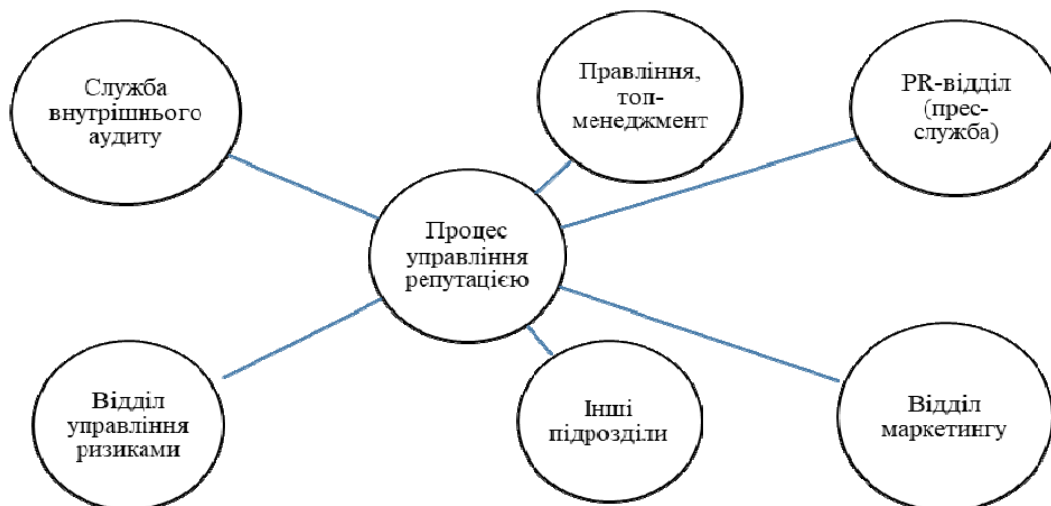 Служба
внутрішнього
аудиту
Правління,
топ-
менеджмент
PR-відділ
(прес-
служба)
Процес
управління
репутацією
Відділ
управління
ризиками
Інші
підрозділи
Відділ
маркетингу